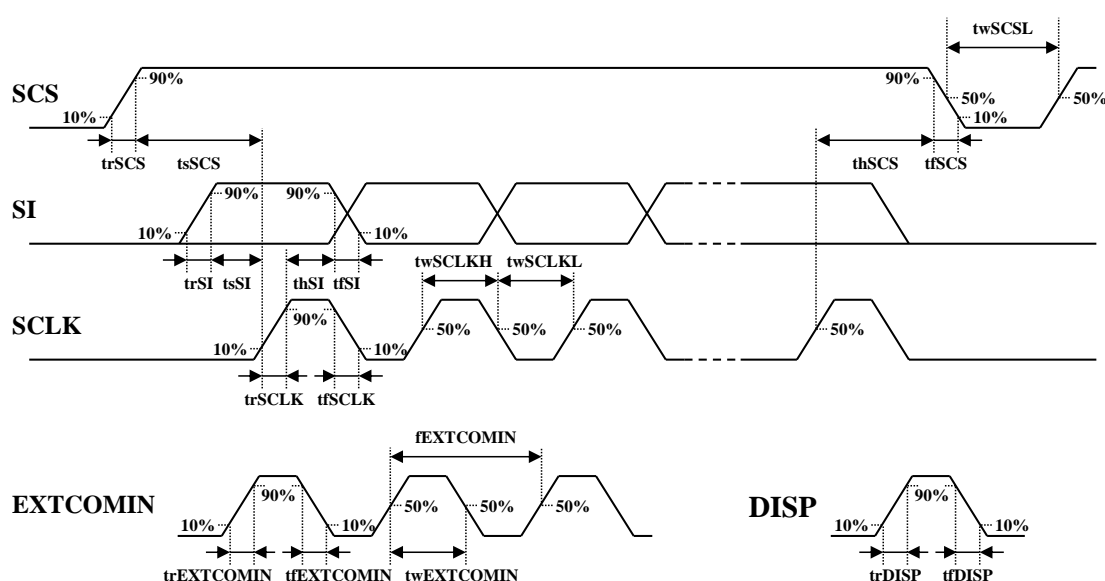 twSCSL
SCS
90%
90%
50%
50%
10%
10%
trSCS
tsSCS
thSCS
tfSCS
SI
90%
90%
10%
10%
trSI
tsSI
thSI
tfSI
twSCLKH
twSCLKL
SCLK
90%
50%
50%
50%
50%
10%
10%
trSCLK
tfSCLK
fEXTCOMIN
EXTCOMIN
90%
50%
50%
50%
10%
10%
trEXTCOMIN
tfEXTCOMIN
twEXTCOMIN
DISP
90%
10%
10%
trDISP
tfDISP